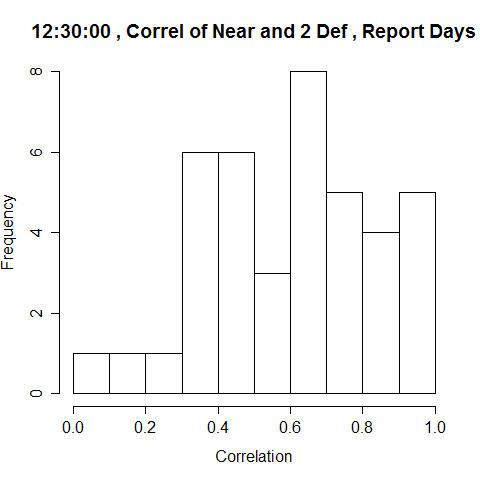 12:30:00 , Correl of Near and 2 Def , Report Days
Frequency
8
6
4
2
0
0.0 0.2 0.4 0.6 0.8 1.0
Correlation